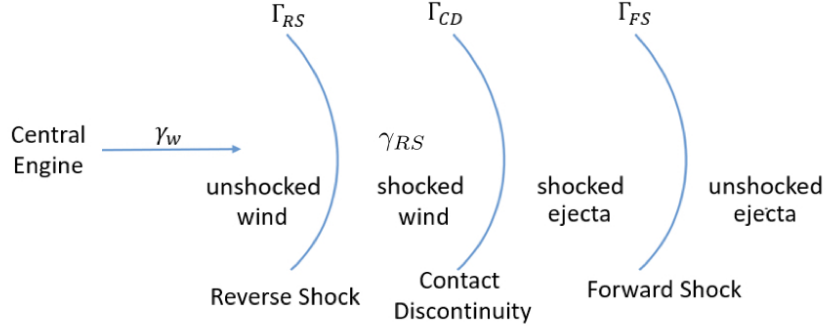 Γ_RS
Γ_CD
Γ_FS
Central
Engine
γ_w
γ_RS
unshocked
wind
shocked
wind
shocked
ejecta
unshocked
ejecta
Reverse Shock
Contact
Discontinuity
Forward Shock